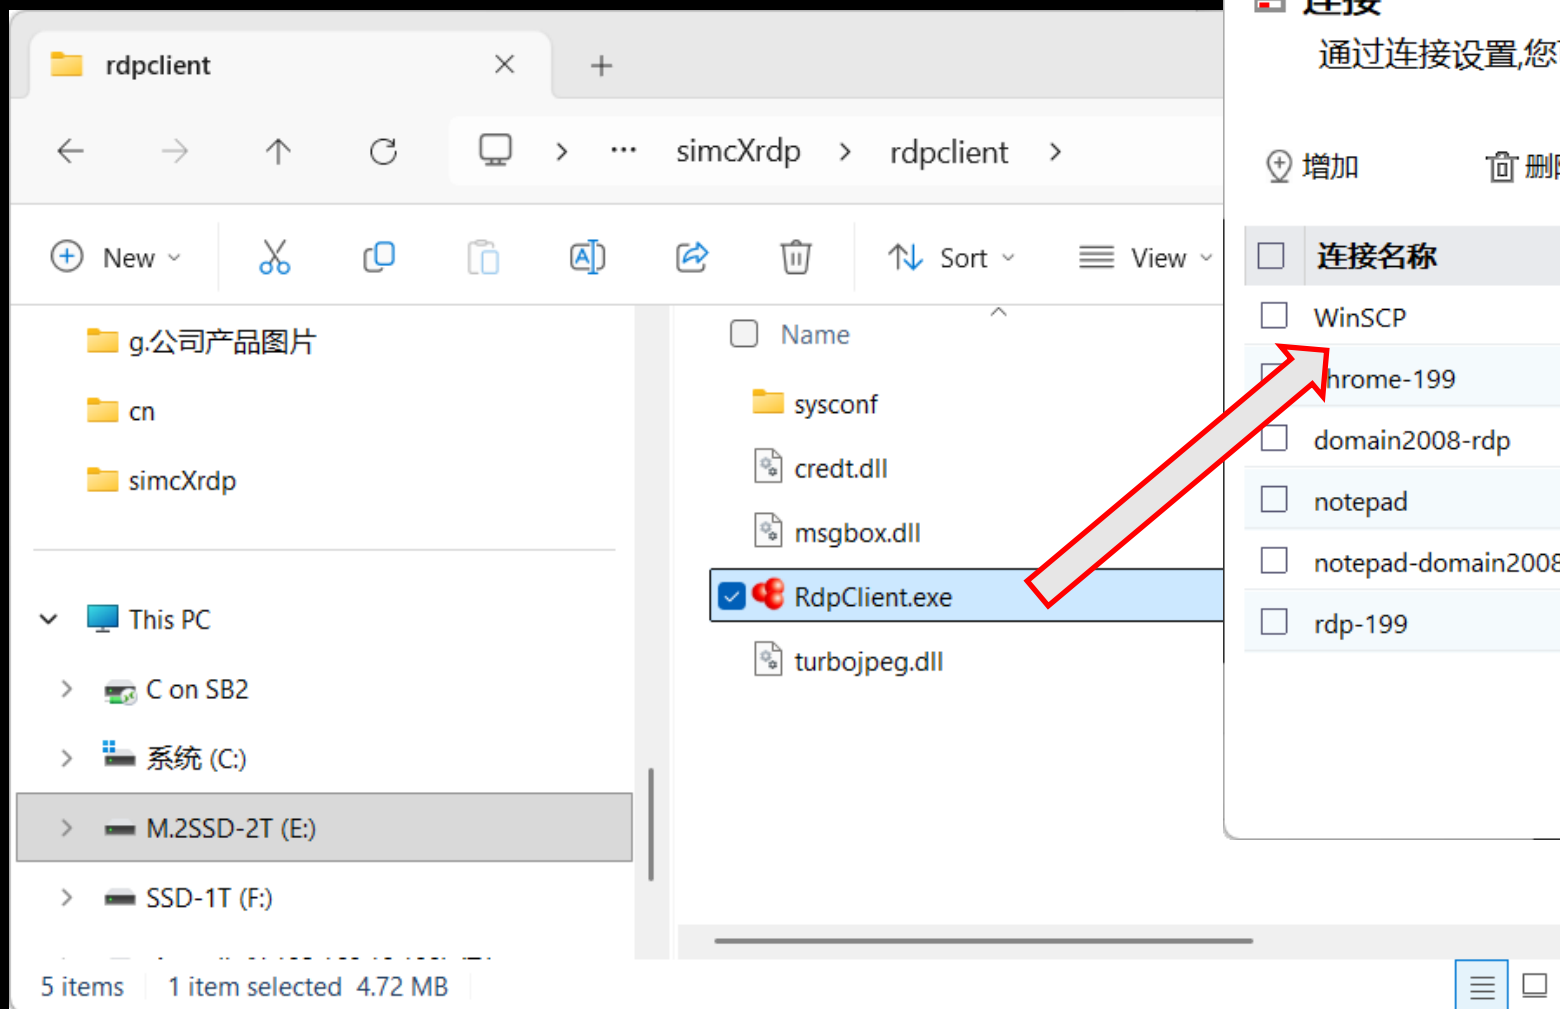 rdpclient
simcXrdp
rdpclient
New
Sort
View
g.公司产品图片
cn
simcXrdp
This PC
C on SB2
系统 (C:)
M.2SSD-2T (E:)
SSD-1T (F:)
Name
sysconf
credt.dll
msgbox.dll
RdpClient.exe
turbojpeg.dll
5 items 1 item selected 4.72 MB
连接
通过连接设置,您
增加 删
连接名称
WinSCP
hrome-199
domain2008-rdp
notepad
notepad-domain2008
rdp-199